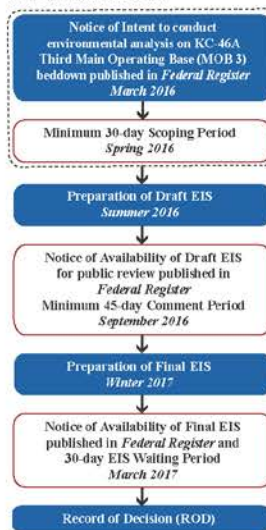 Notice of Intent to conduct
environmental analysis on KC-46A
Third Main Operating Base (MOB 3)
beddown published in Federal Register
March 2016
Minimum 30-day Scoping Period
Spring 2016
Preparation of Draft EIS
Summer 2016
Notice of Availability of Draft EIS
for public review published in
Federal Register
Minimum 45-day Comment Period
September 2016
Preparation of Final EIS
Winter 2017
Notice of Availability of Final EIS
published in Federal Register and
30-day EIS Waiting Period
March 2017
Record of Decision (ROD)